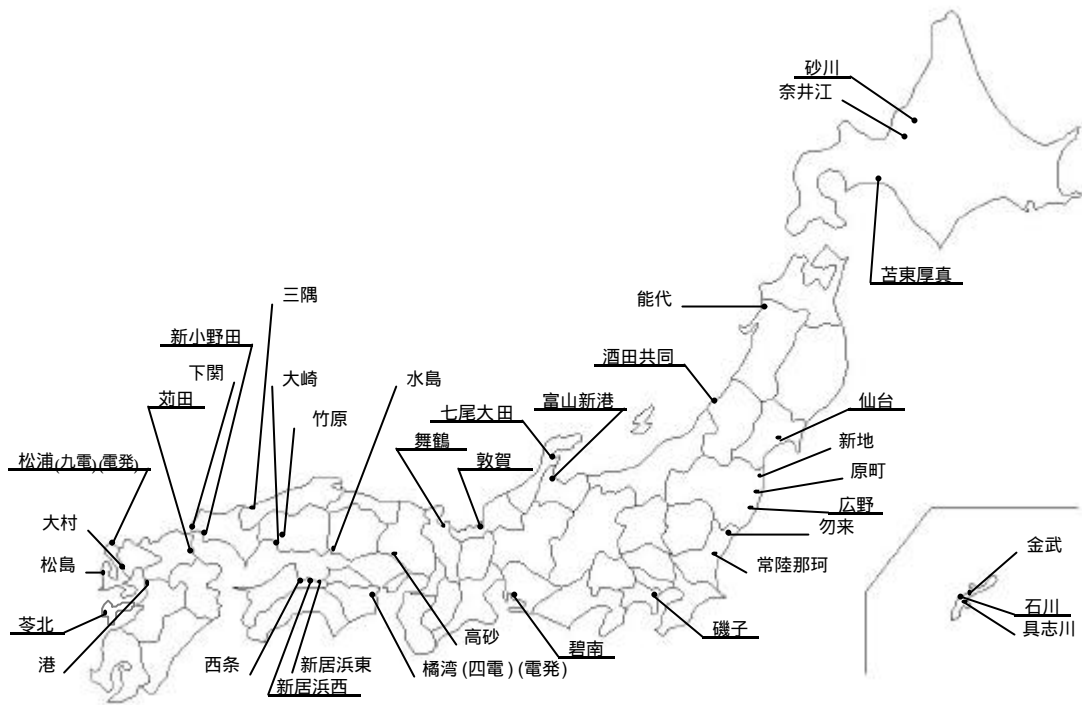 砂川
奈井江
苫東厚真
三隅
能代
新小野田
下関
大崎
水島
酒田共同
苅田
竹原
七尾大田
富山新港
仙台
舞鶴
敦賀
新地
松浦(九電)(電発)
原町
大村
広野
勿来
松島
常陸那珂
金武
苓北
石川
具志川
港
西条
新居浜東
新居浜西
高砂
橘湾(四電)(電発)
碧南
磯子